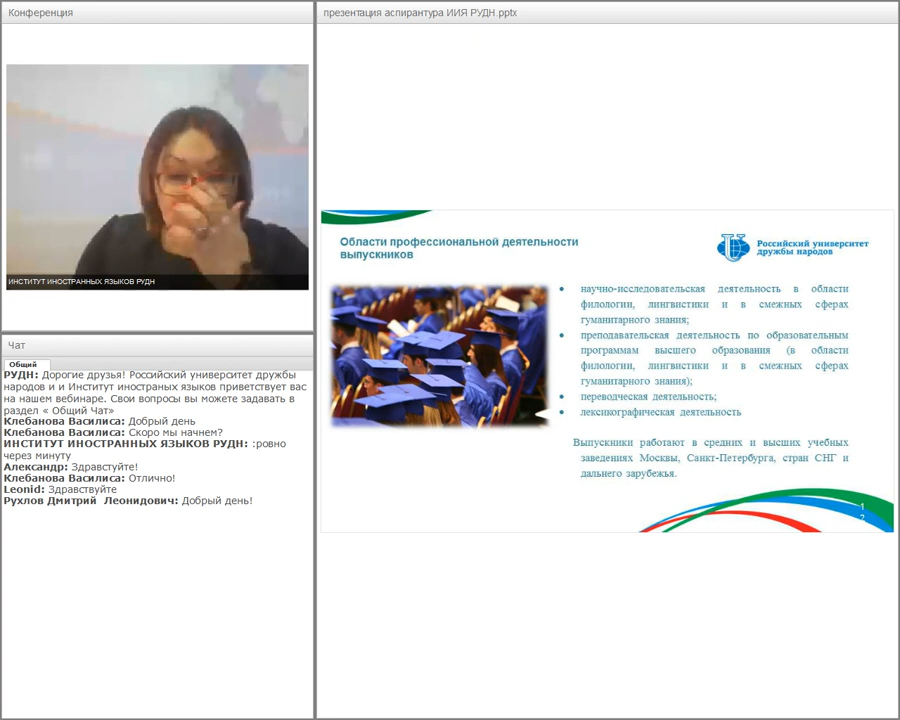 Конференция
ИНСТИТУТ ИНОСТРАННЫХ ЯЗЫКОВ РУДН
Чат
Общий
РУДН: Дорогие друзья! Российский университет дружбы
народов и и Институт иностраных языков приветствует вас
на нашем вебинаре. Свои вопросы вы можете задавать в
раздел « Общий Чат»
Клебанова Василиса: Добрый день
Клебанова Василиса: Скоро мы начнем?
ИНСТИТУТ ИНОСТРАННЫХ ЯЗЫКОВ РУДН: :ровно
через минуту
Александр: Здравстуйте!
Клебанова Василиса: Отлично!
Leonid: Здравствуйте
Рухлов Дмитрий  Леонидович: Добрый день!
презентация аспирантура ИИЯ РУДН.pptx
Области профессиональной деятельности
выпускников
Российский университет
дружбы народов
• научно-исследовательская деятельность в области
филологии, лингвистики и в смежных сферах
гуманитарного знания;
• преподавательская деятельность по образовательным
программам высшего образования (в области
филологии, лингвистики и в смежных сферах
гуманитарного знания);
• переводческая деятельность;
• лексикографическая деятельность
Выпускники работают в средних и высших учебных
заведениях Москвы, Санкт-Петербурга, стран СНГ и
дальнего зарубежья.
1
2